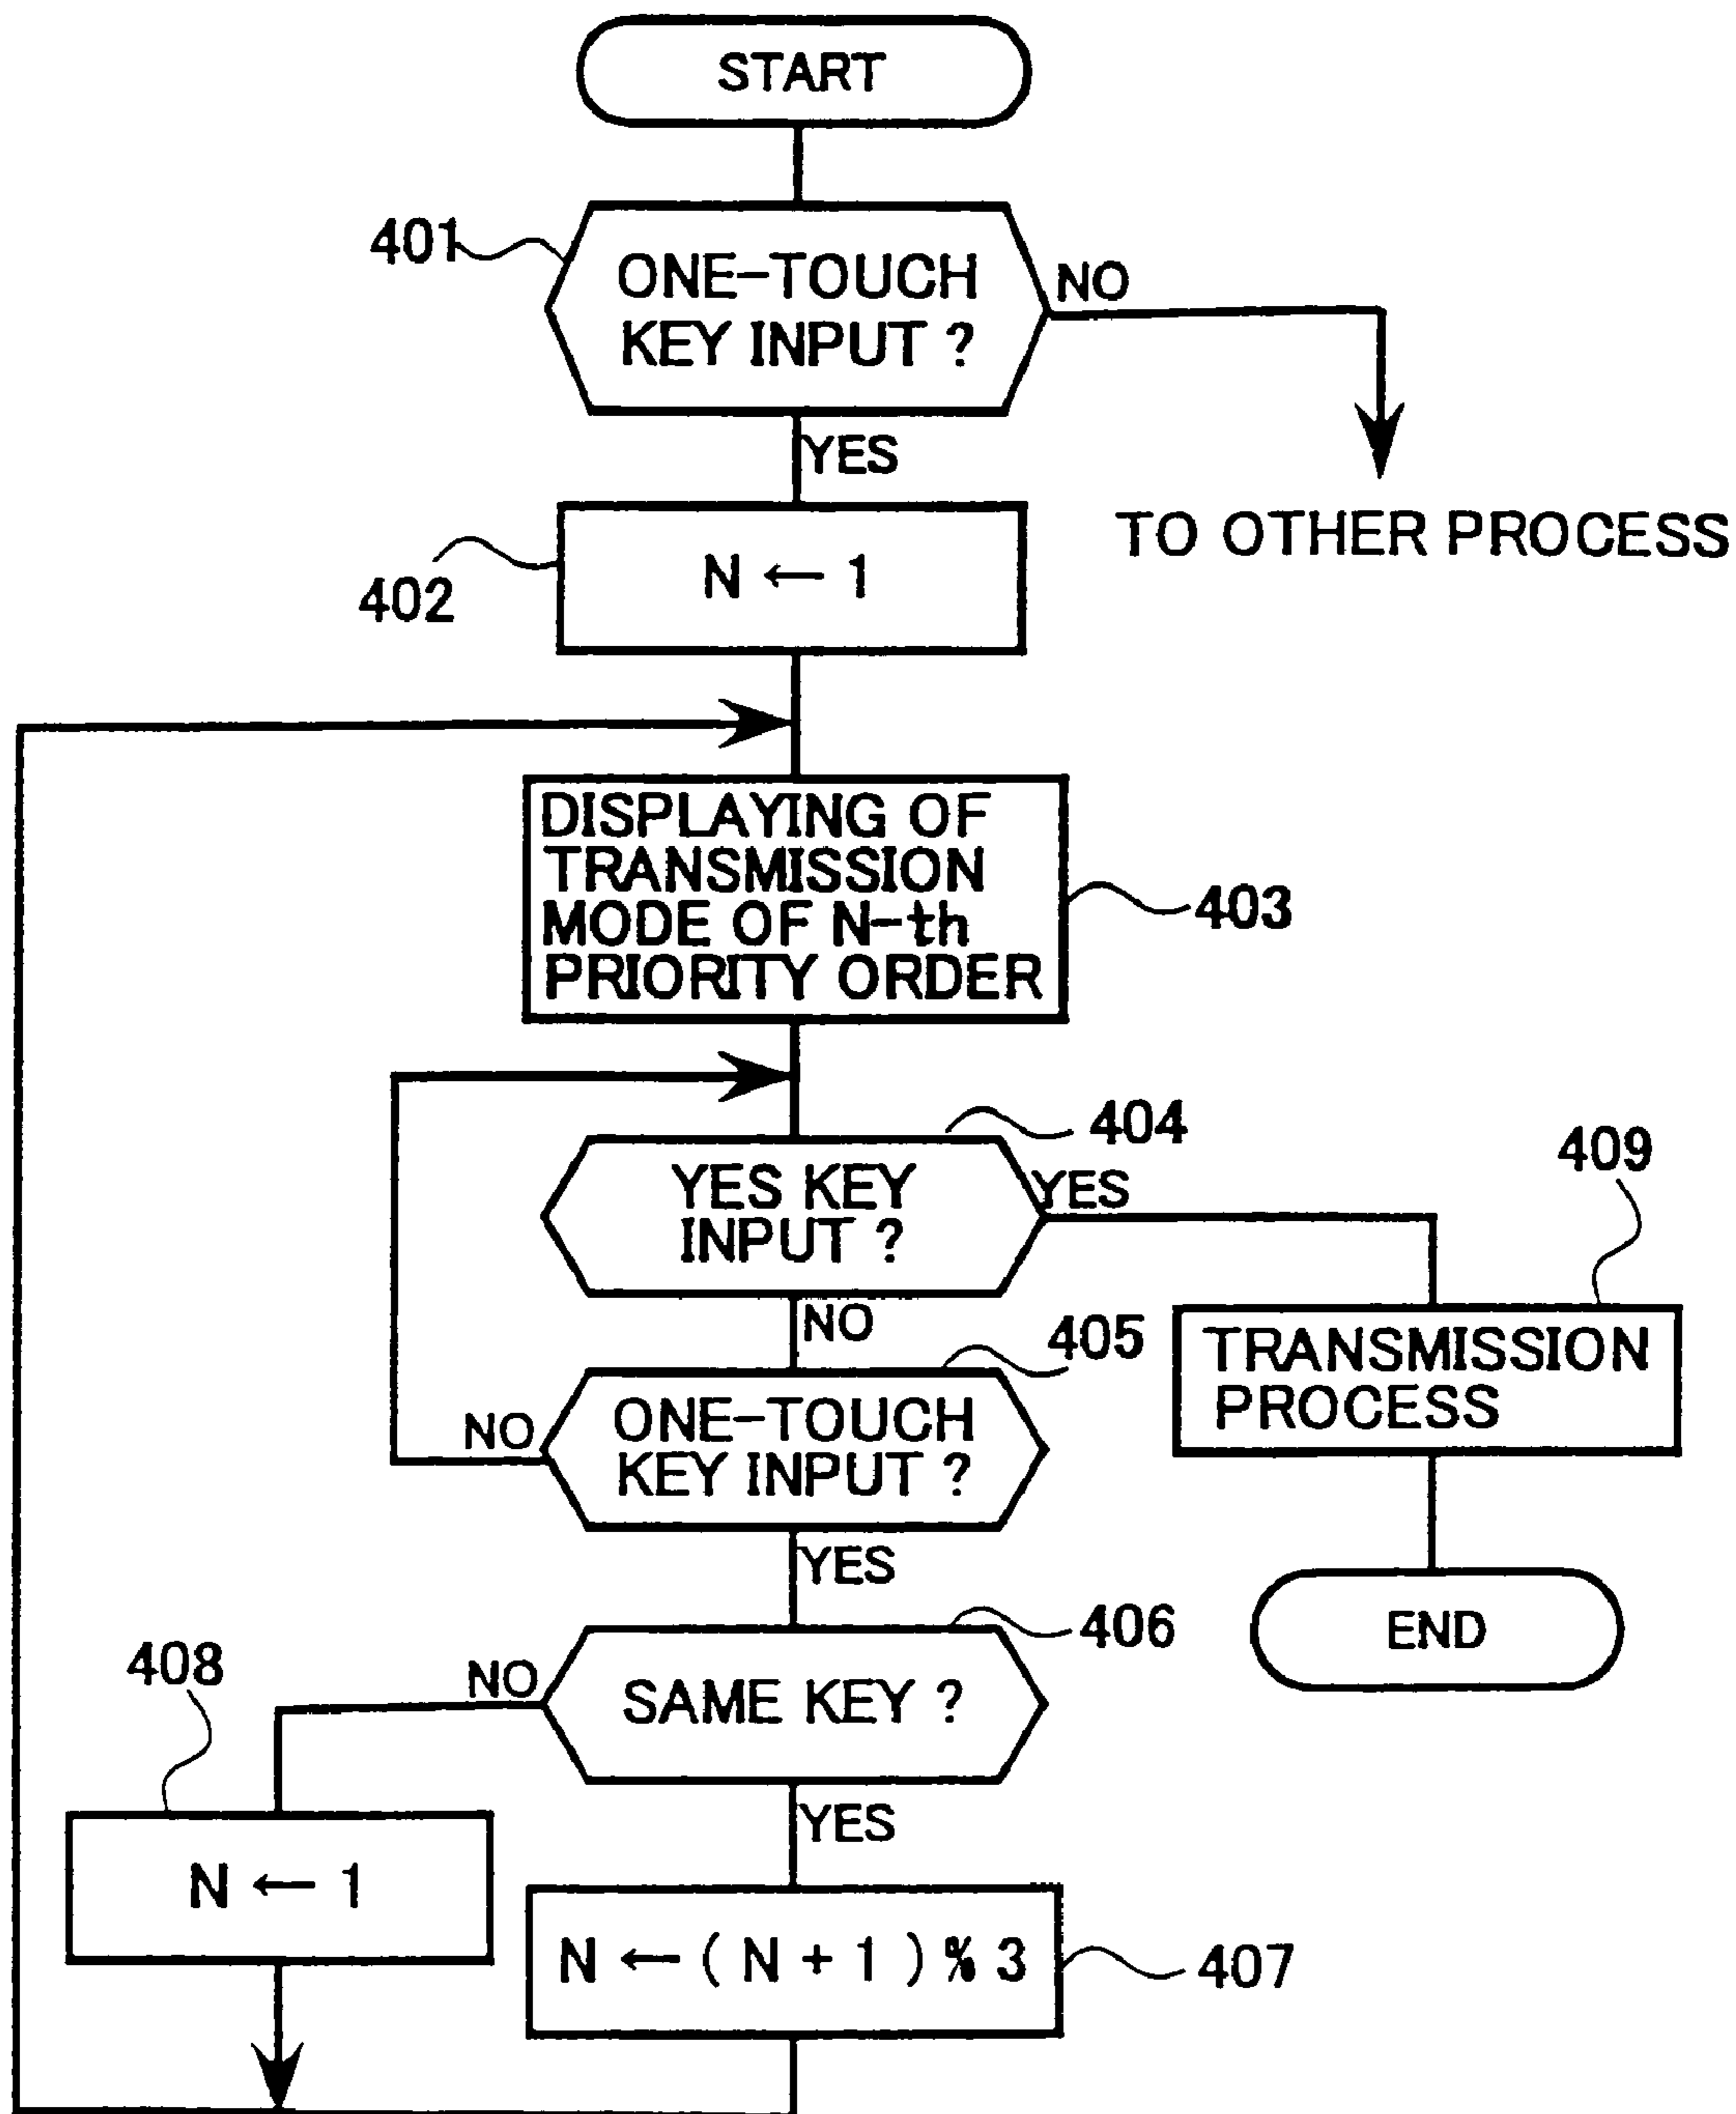 START
401
ONE-TOUCH
KEY INPUT ?
NO
YES
TO OTHER PROCESS
402
N ← 1
DISPLAYING OF
TRANSMISSION
MODE OF N-th
PRIORITY ORDER
403
404
YES KEY
INPUT ?
YES
409
NO
405
TRANSMISSION
PROCESS
ONE-TOUCH
KEY INPUT ?
NO
YES
END
406
SAME KEY ?
NO
408
YES
N ← 1
N ← ( N + 1 ) % 3
407